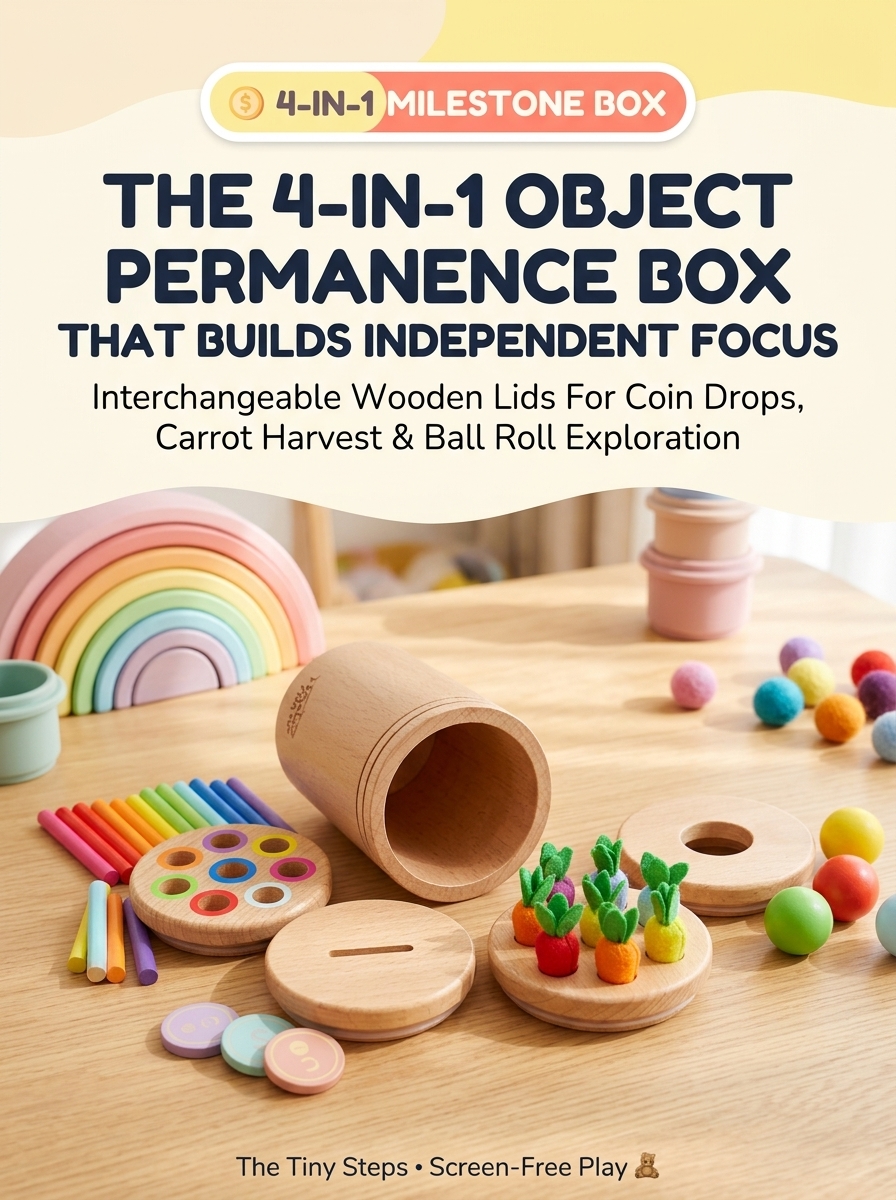 4-IN-1 MILESTONE BOX
THE 4-IN-1 OBJECT
PERMANENCE BOX
THAT BUILDS INDEPENDENT FOCUS
Interchangeable Wooden Lids For Coin Drops,
Carrot Harvest & Ball Roll Exploration
The Tiny Steps • Screen-Free Play